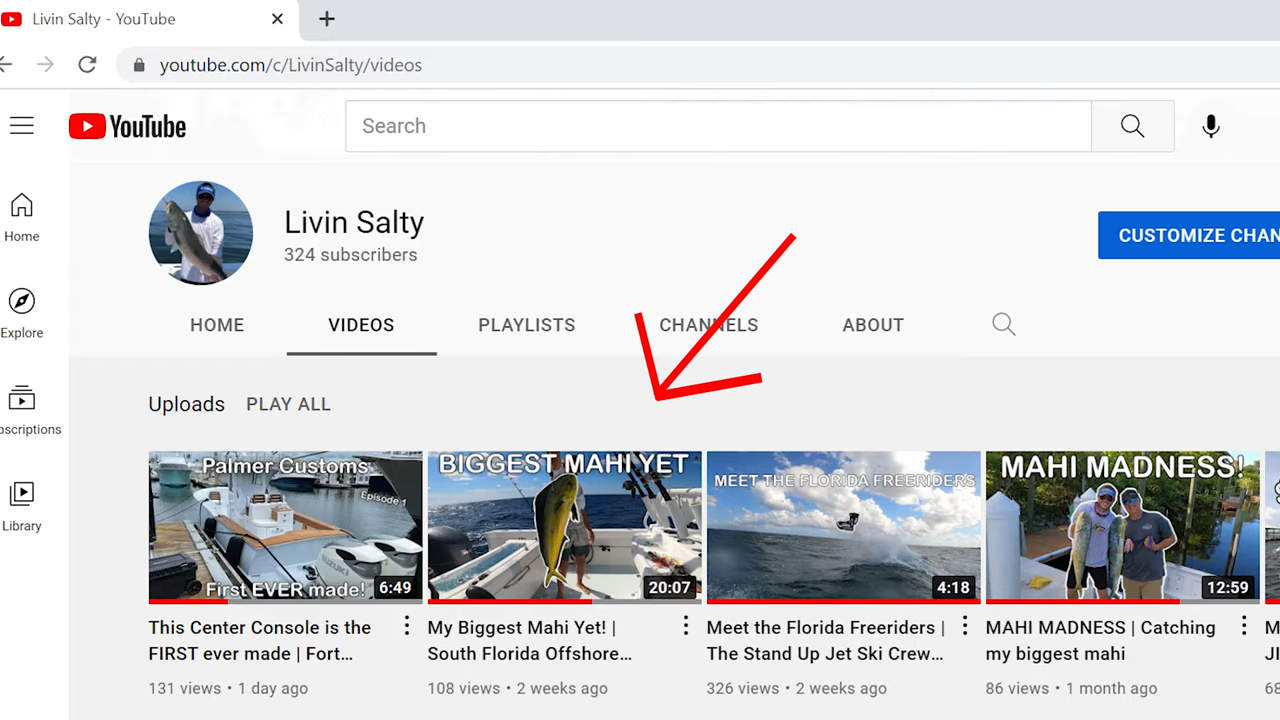 Livin Salty - YouTube
youtube.com/c/LivinSalty/videos
YouTube
Search
Livin Salty
324 subscribers
CUSTOMIZE CHAN
HOME
VIDEOS
PLAYLISTS
CHANNELS
ABOUT
Home
Explore
bscriptions
Library
Uploads
PLAY ALL
Palmer Customs
Episode 1
SUZUKI
First EVER made!
6:49
This Center Console is the
FIRST ever made | Fort...
131 views • 1 day ago
BIGGEST MAHI YET
20:07
My Biggest Mahi Yet! |
South Florida Offshore...
108 views • 2 weeks ago
MEET THE FLORIDA FREERIDERS
4:18
Meet the Florida Freeriders |
The Stand Up Jet Ski Crew...
326 views • 2 weeks ago
MAHI MADNESS!
12:59
MAHI MADNESS | Catching
my biggest mahi
86 views • 1 month ago
M
JI
68